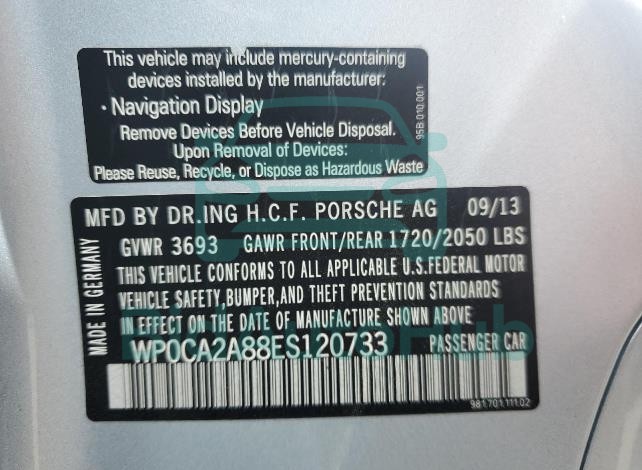 This vehicle may include mercury-containing
devices installed by the manufacturer:
· Navigation Display
Remove Devices Before Vehicle Disposal.
Upon Removal of Devices:
Please Reuse, Recycle, or Dispose as Hazardous Waste
95B.010.001
MFD BY DR.ING H.C.F. PORSCHE AG 09/13
GVWR 3693 GAWR FRONT/REAR 1720/2050 LBS
THIS VEHICLE CONFORMS TO ALL APPLICABLE U.S.FEDERAL MOTOR
VEHICLE SAFETY,BUMPER,AND THEFT PREVENTION STANDARDS
IN EFFECT ON THE DATE OF MANUFACTURE SHOWN ABOVE
WP0CA2A88ES120733 PASSENGER CAR
MADE IN GERMANY
981.701.111.02